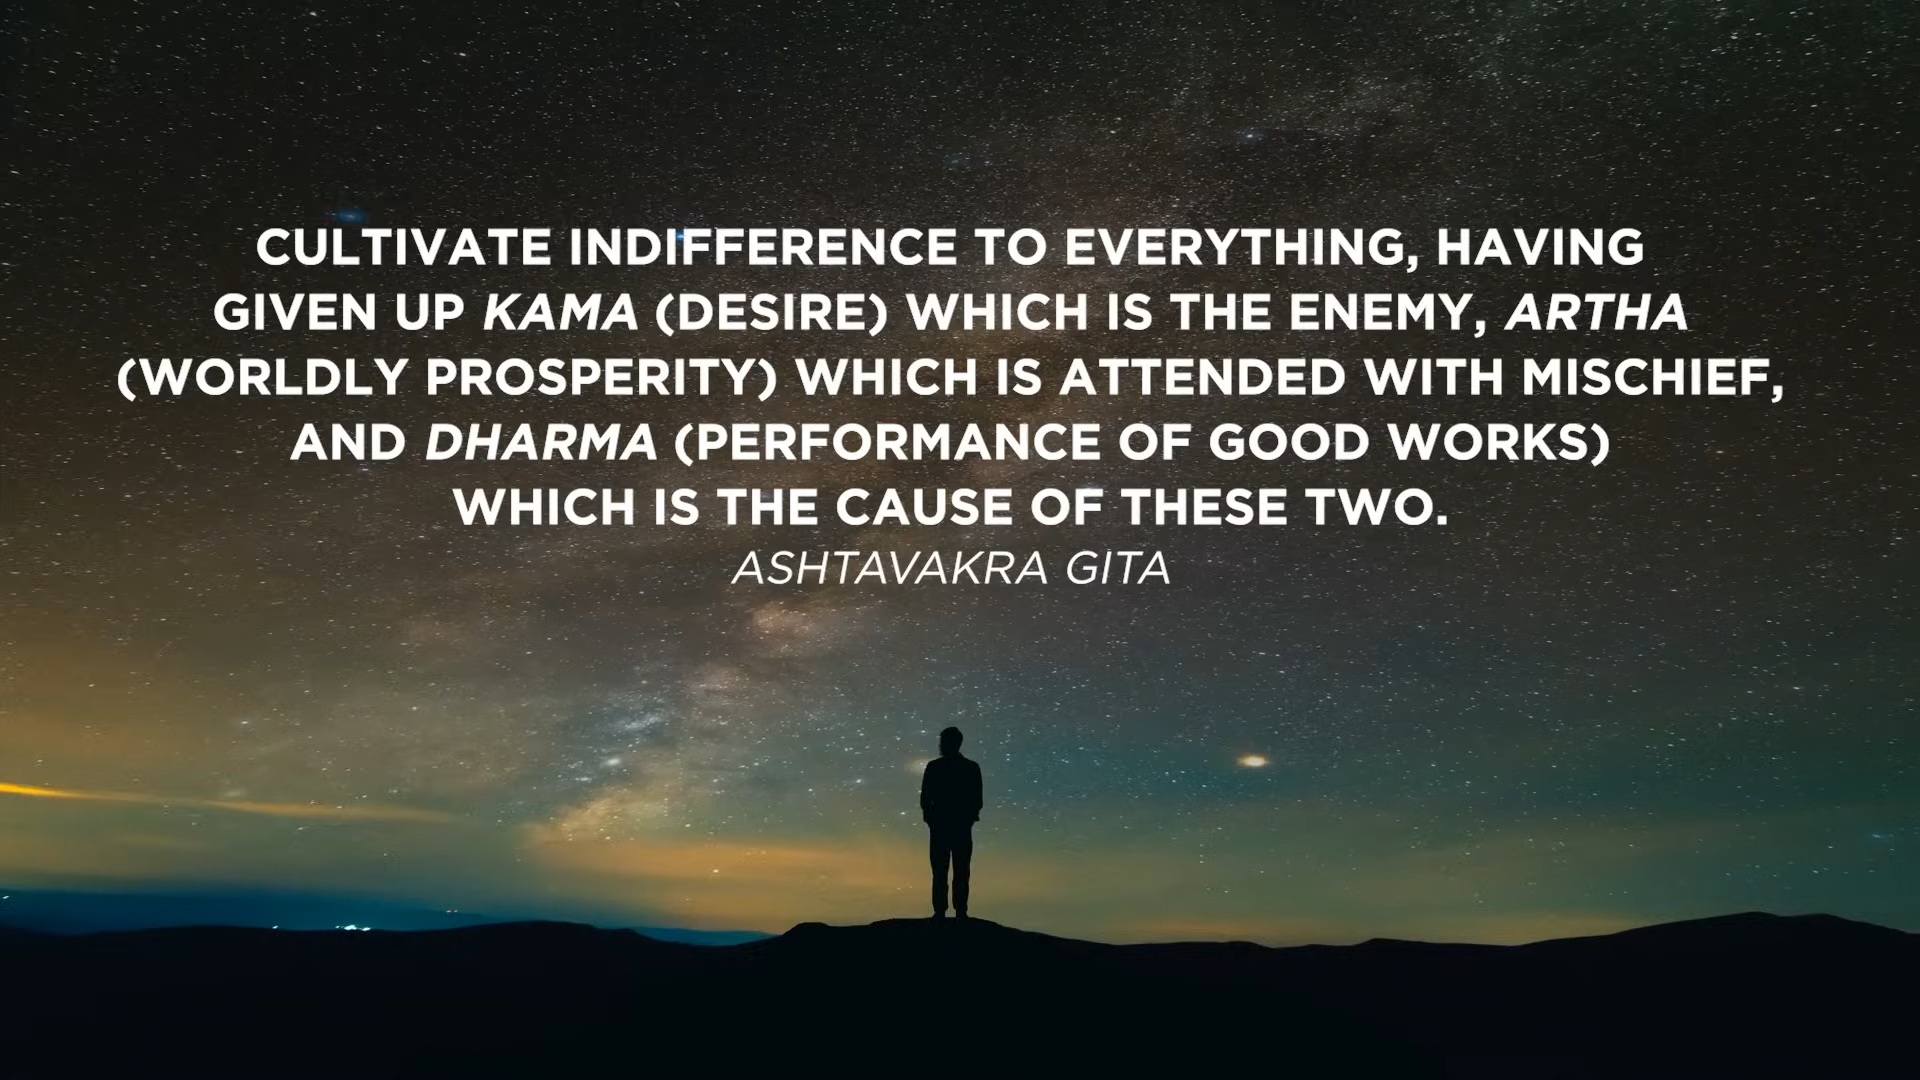 CULTIVATE INDIFFERENCE TO EVERYTHING, HAVING
GIVEN UP KAMA (DESIRE) WHICH IS THE ENEMY, ARTHA
(WORLDLY PROSPERITY) WHICH IS ATTENDED WITH MISCHIEF,
AND DHARMA (PERFORMANCE OF GOOD WORKS)
WHICH IS THE CAUSE OF THESE TWO.
ASHTAVAKRA GITA